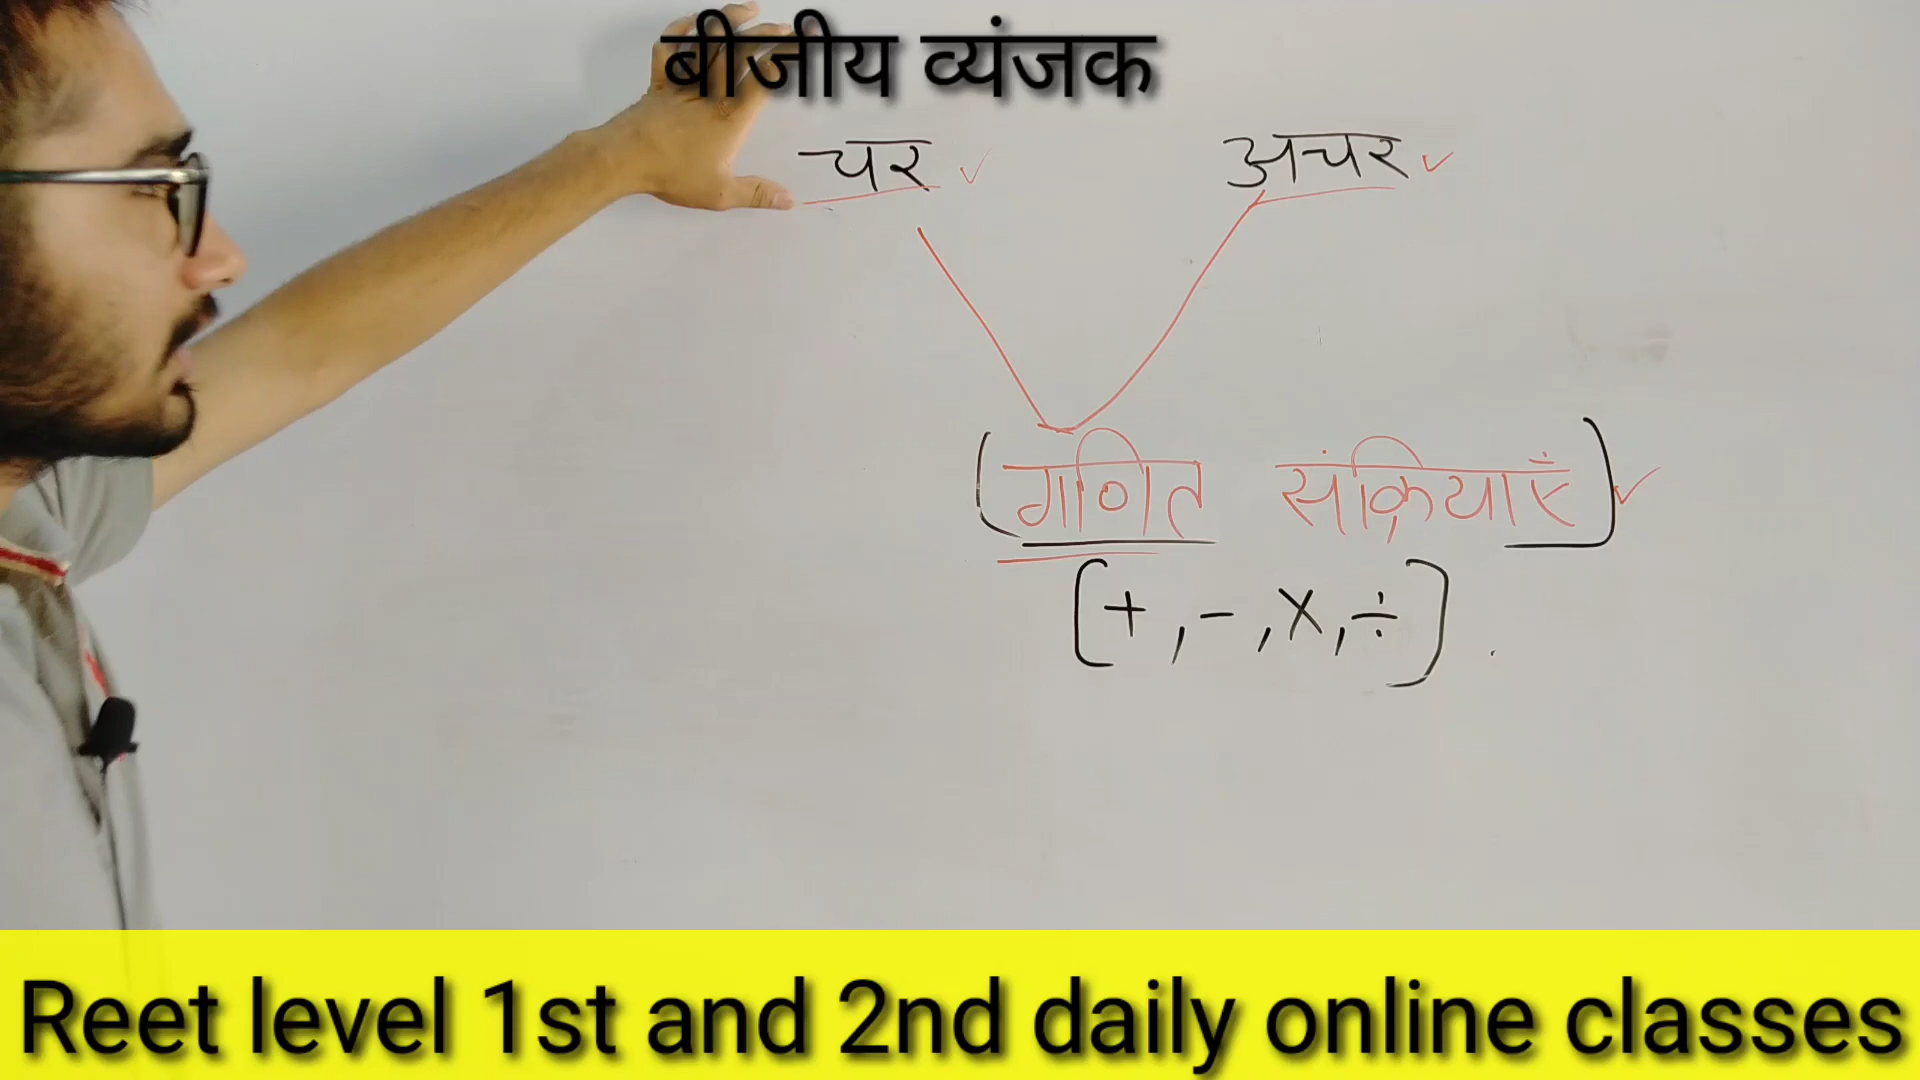 बीजीय व्यंजक
चर ✓ अचर ✓
(गणित संक्रियाएँ) ✓
[+, -, ×, ÷]
Reet level 1st and 2nd daily online classes